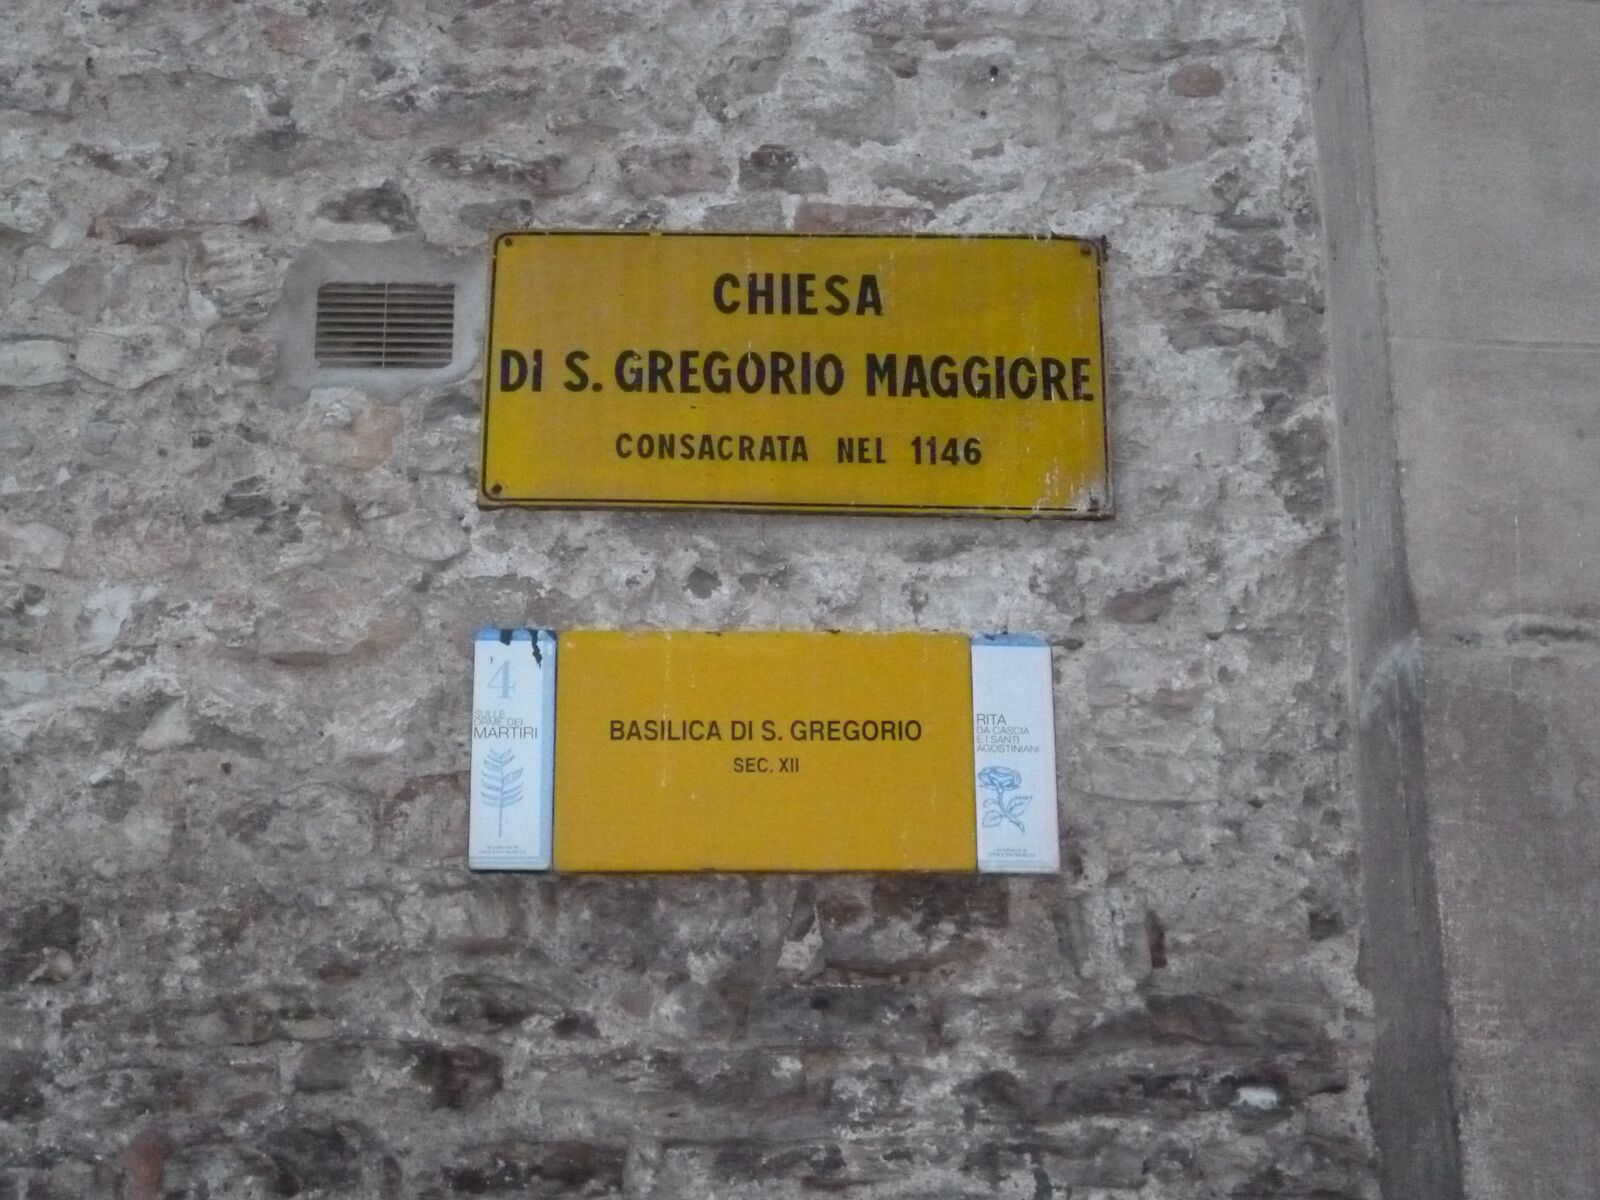 CHIESA
DI S. GREGORIO MAGGIORE
CONSACRATA NEL 1146
'4
SULLE
ORME DEI
MARTIRI
BASILICA DI S. GREGORIO
SEC. XII
RITA
DA CASCIA
E I SANTI
AGOSTINIANI